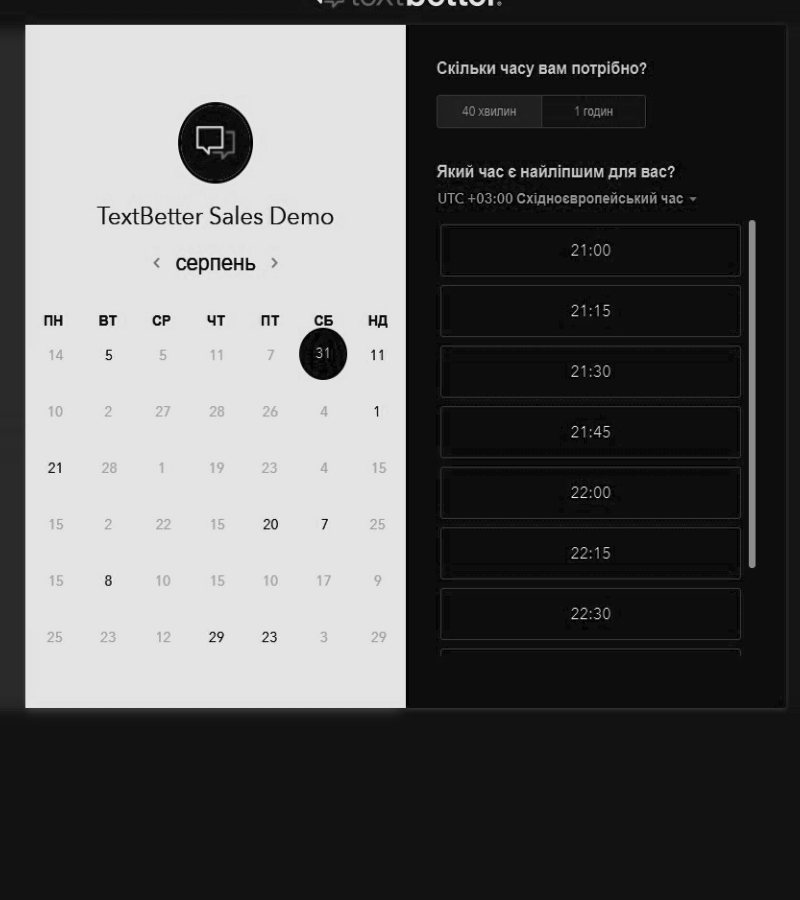 textbetter.
TextBetter Sales Demo
серпень
ПН ВТ СР ЧТ ПТ СБ НД
14 5 5 11 7 31 11
10 2 27 28 26 4 1
21 28 1 19 23 4 15
15 2 22 15 20 7 25
15 8 10 15 10 17 9
25 23 12 29 23 3 29
Скільки часу вам потрібно?
40 хвилин 1 годин
Який час є найліпшим для вас?
UTC +03:00 Східноєвропейський час
21:00
21:15
21:30
21:45
22:00
22:15
22:30